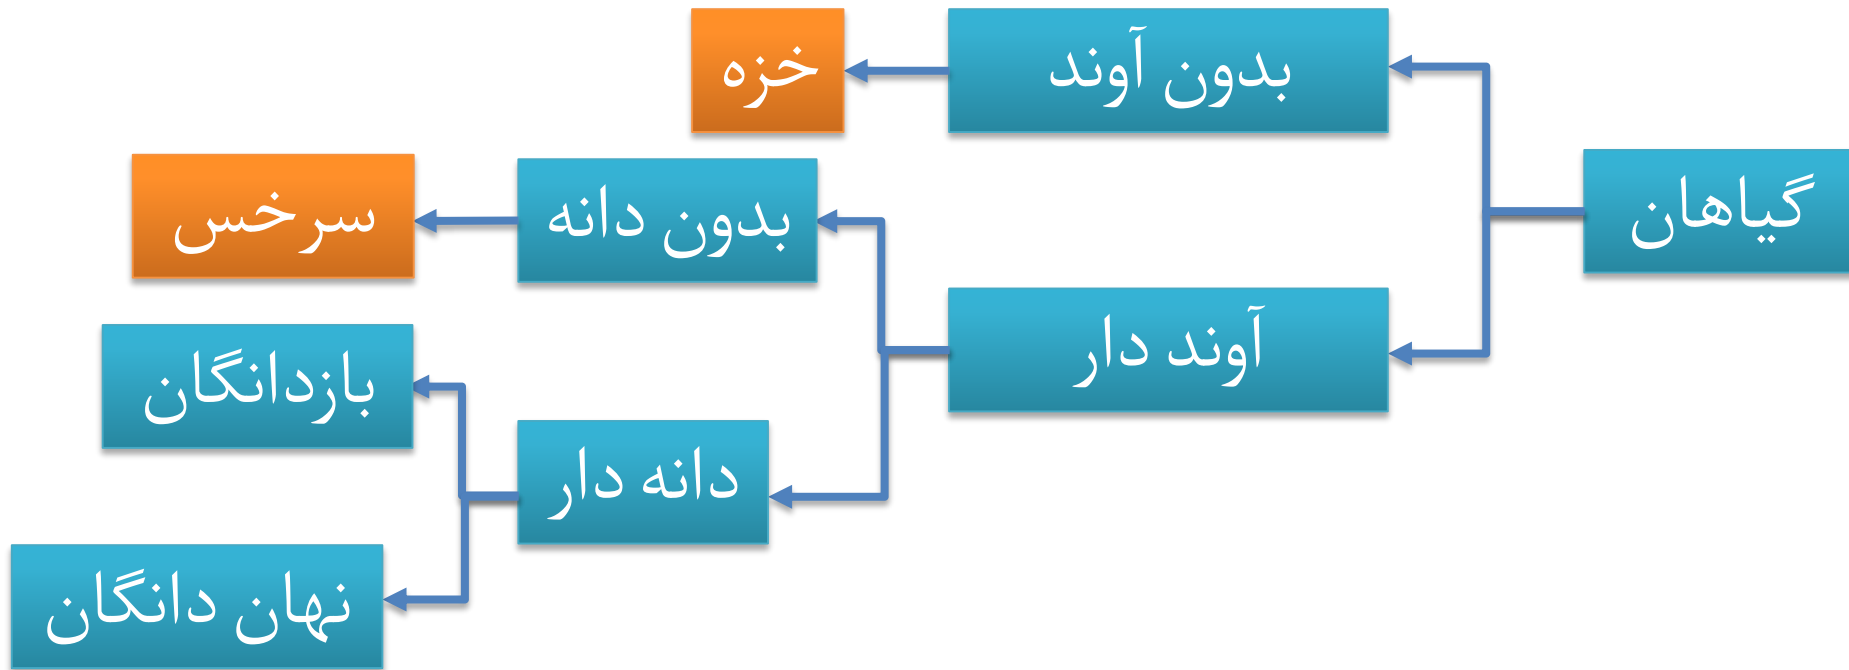 بدون آوند
خزه
گیاهان
بدون دانه
سرخس
آوند دار
بازدانگان
دانه دار
نهان دانگان